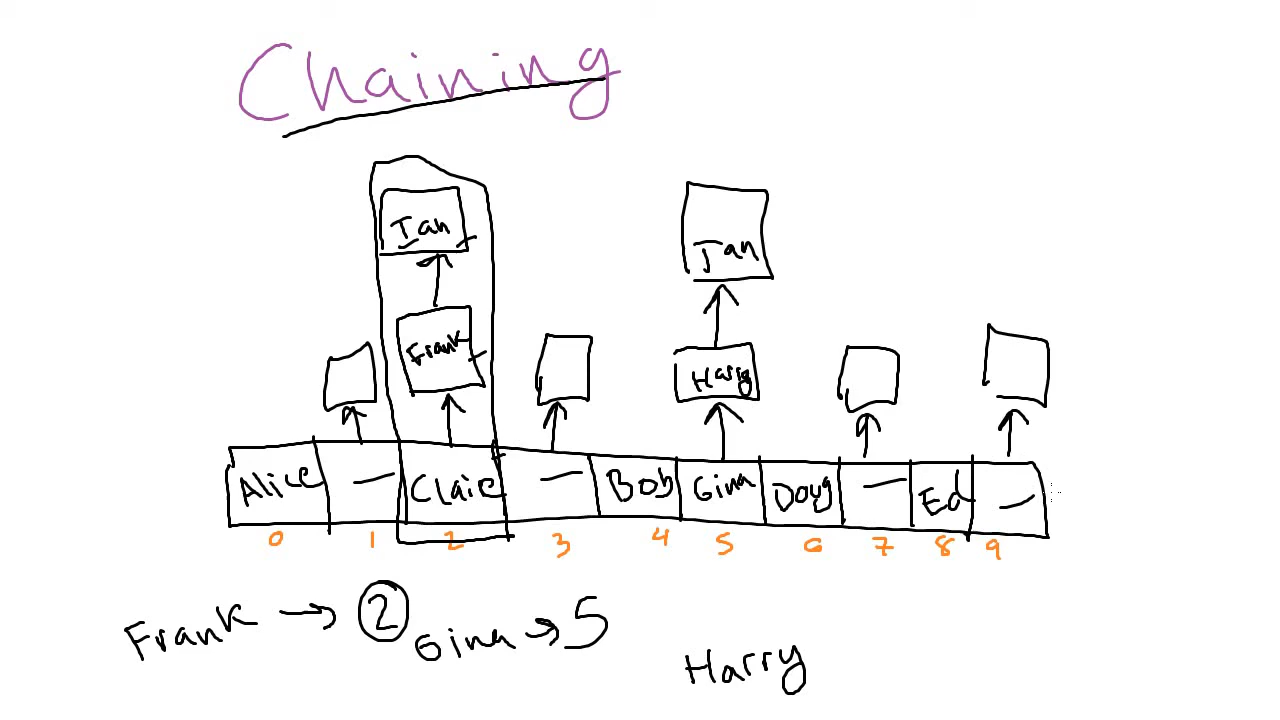 Chaining
Ian
Jan
Frank
Harry
Alice — Claire — Bob Gina Doug — Ed —
0 1 2 3 4 5 6 7 8 9
Frank → 2 Gina → 5
Harry